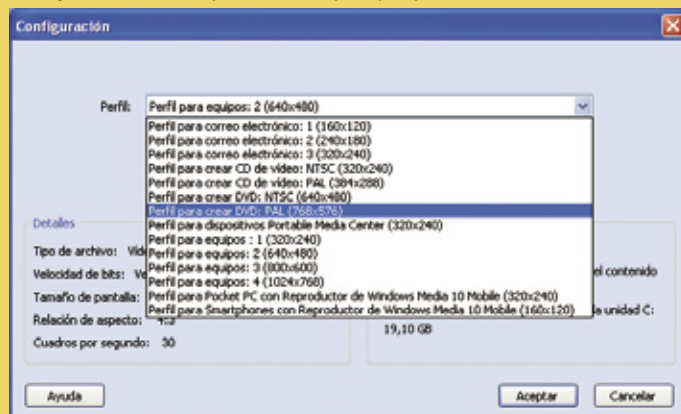 Configuración
Perfil: Perfil para equipos: 2 (640x480)
Perfil para correo electrónico: 1 (160x120)
Perfil para correo electrónico: 2 (240x180)
Perfil para correo electrónico: 3 (320x240)
Perfil para crear CD de vídeo: NTSC (320x240)
Perfil para crear CD de vídeo: PAL (384x288)
Perfil para crear DVD: NTSC (640x480)
Perfil para crear DVD: PAL (768x576)
Perfil para dispositivos Portable Media Center (320x240)
Perfil para equipos : 1 (320x240)
Perfil para equipos: 2 (640x480)
Perfil para equipos: 3 (800x600)
Perfil para equipos: 4 (1024x768)
Perfil para Pocket PC con Reproductor de Windows Media 10 Mobile (320x240)
Perfil para Smartphones con Reproductor de Windows Media 10 Mobile (160x120)
Detalles
Tipo de archivo:
Velocidad de bits: el contenido
Tamaño de pantalla: la unidad C:
Relación de aspecto: 4:3
19,10 GB
Cuadros por segundo: 30
Ayuda Aceptar Cancelar